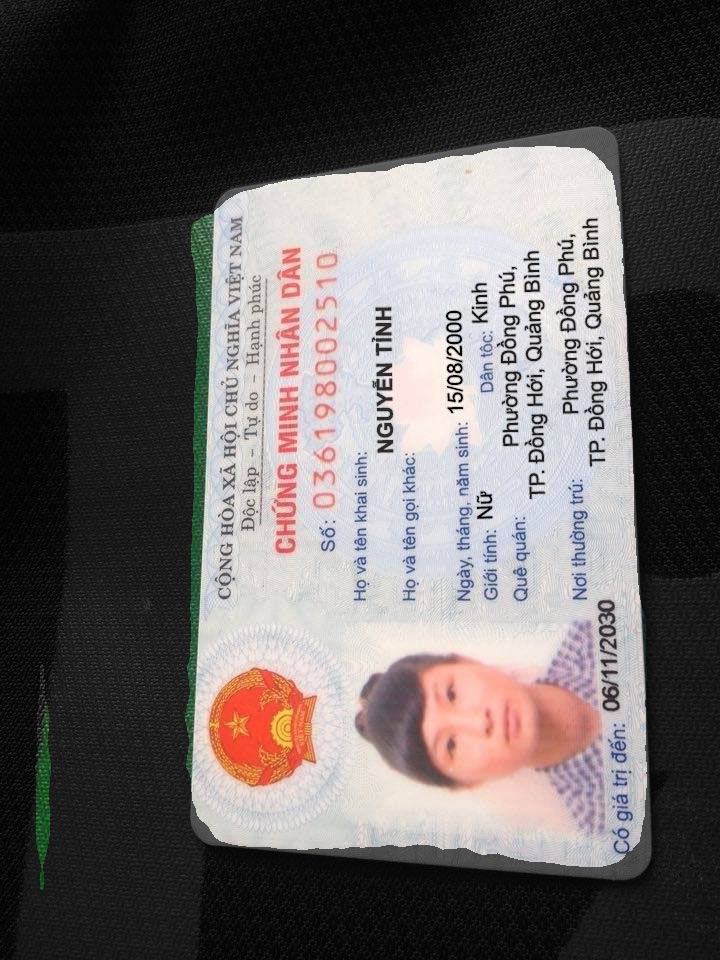 CỘNG HÒA XÃ HỘI CHỦ NGHĨA VIỆT NAM
Độc lập - Tự do - Hạnh phúc
CHỨNG MINH NHÂN DÂN
Số: 036198002510
Họ và tên khai sinh:
NGUYỄN TÌNH
Họ và tên gọi khác:
Ngày, tháng, năm sinh: 15/08/2000
Giới tính: Nữ Dân tộc: Kinh
Quê quán: Phường Đồng Phú,
TP. Đồng Hới, Quảng Bình
Nơi thường trú: Phường Đồng Phú,
TP. Đồng Hới, Quảng Bình
Có giá trị đến: 06/11/2030